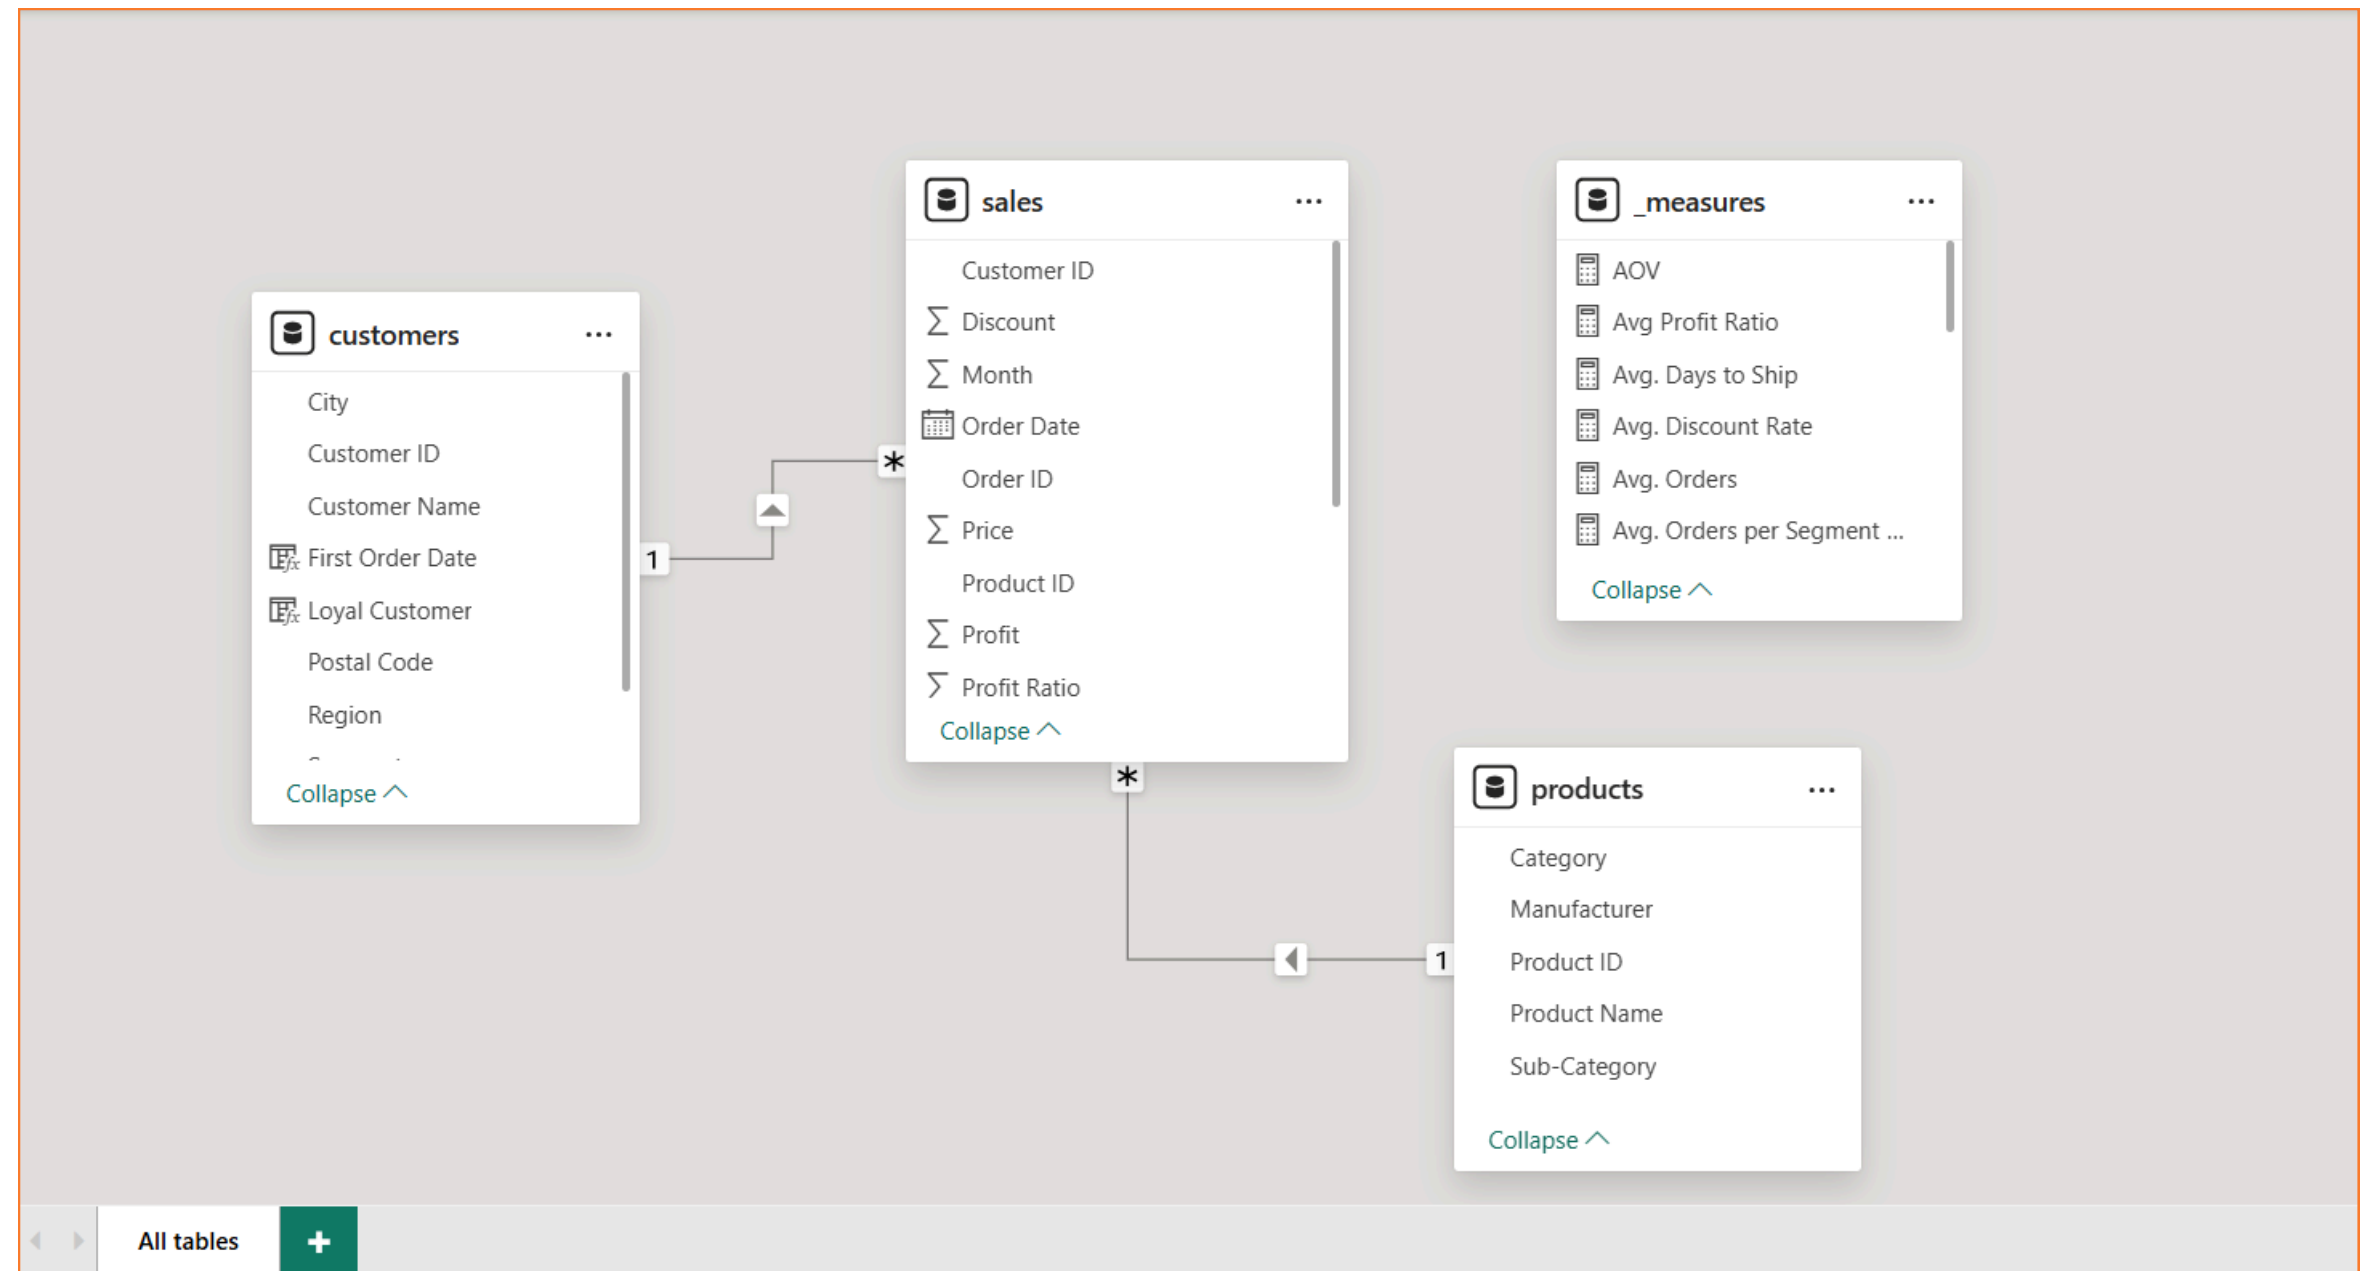 customers
City
Customer ID
Customer Name
First Order Date
Loyal Customer
Postal Code
Region
Collapse
1
*
sales
Customer ID
Discount
Month
Order Date
Order ID
Price
Product ID
Profit
Profit Ratio
Collapse
*
1
_measures
AOV
Avg Profit Ratio
Avg. Days to Ship
Avg. Discount Rate
Avg. Orders
Avg. Orders per Segment ...
Collapse
products
Category
Manufacturer
Product ID
Product Name
Sub-Category
Collapse
All tables